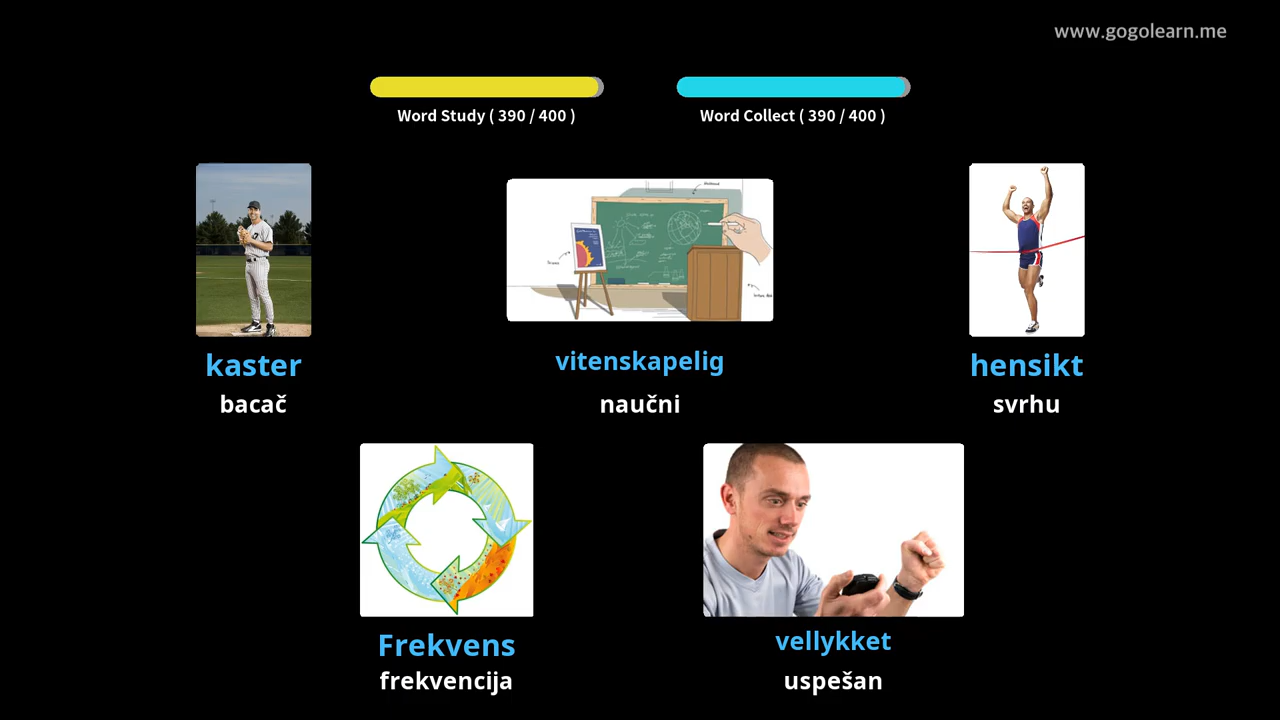 www.gogolearn.me
Word Study ( 390 / 400 )
Word Collect ( 390 / 400 )
kaster
vitenskapelig
hensikt
bacač
naučni
svrhu
Frekvens
vellykket
frekvencija
uspešan